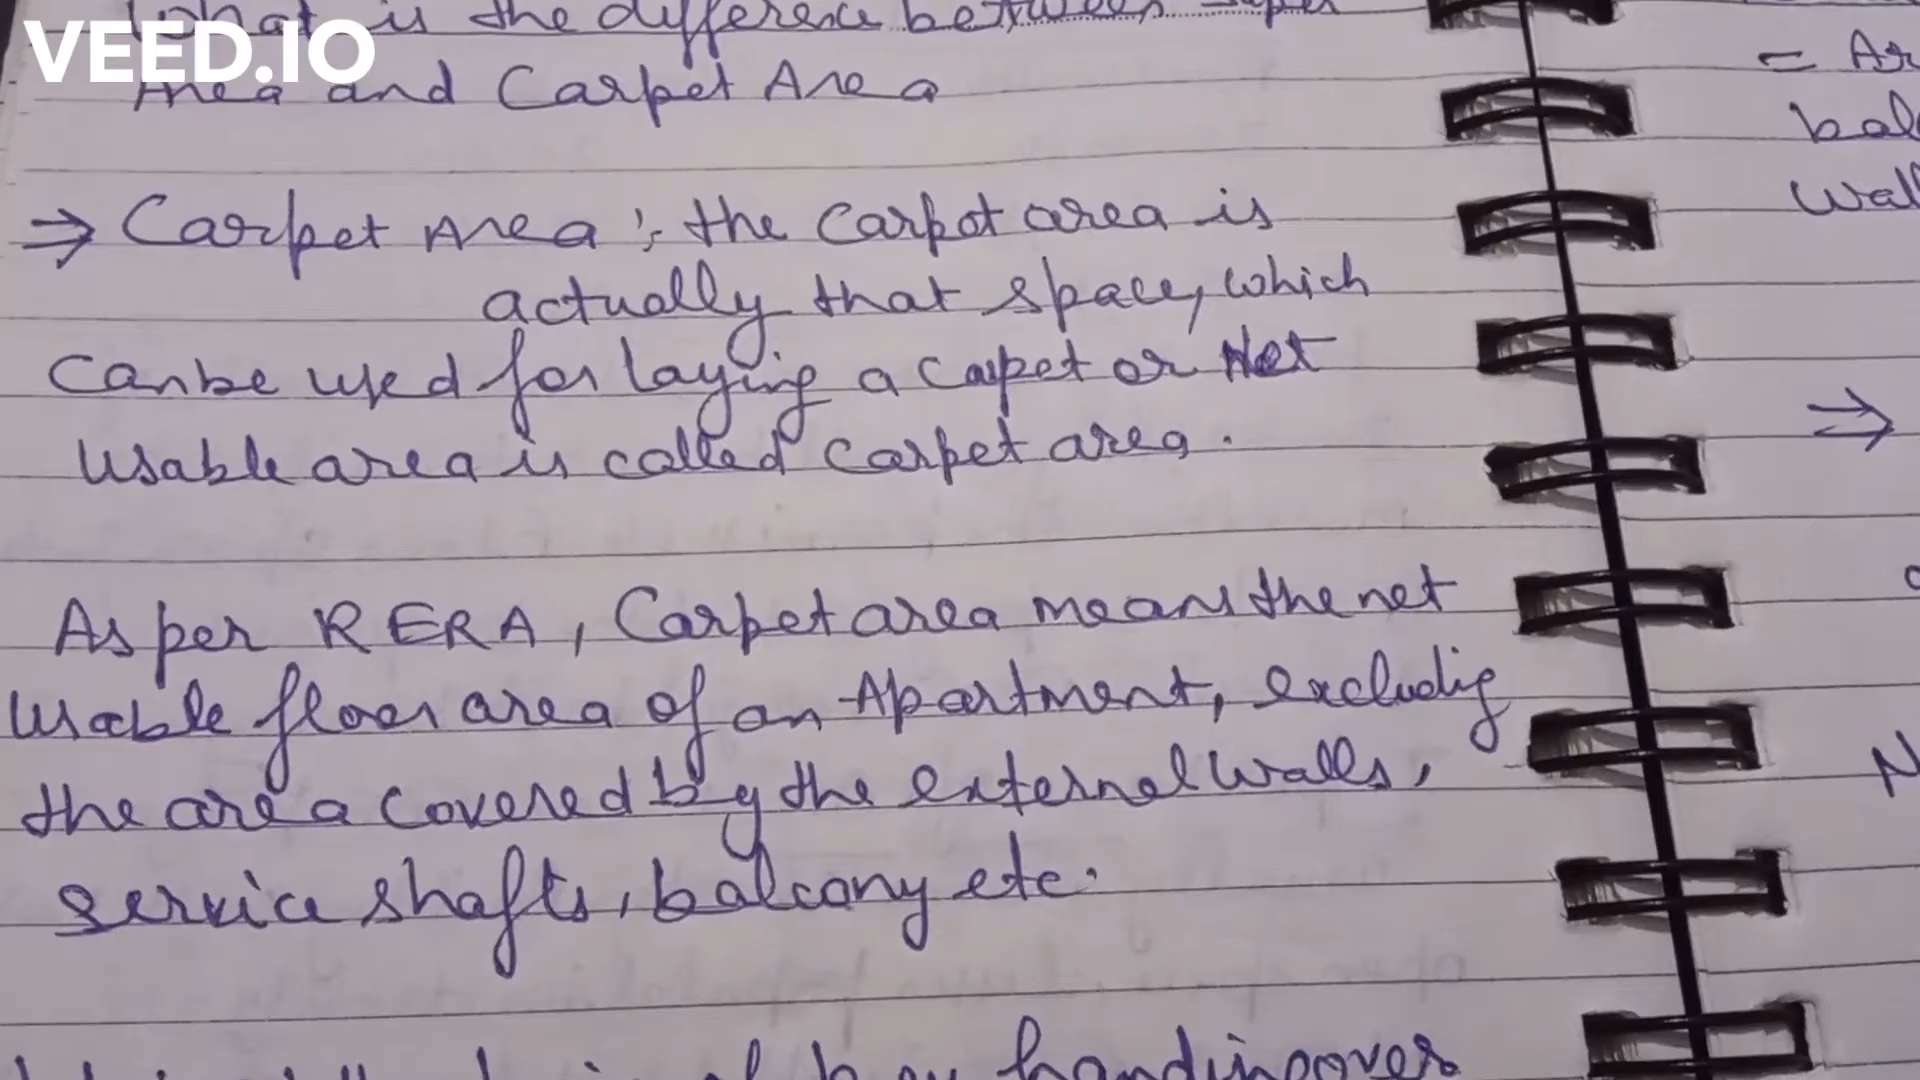 VEED.IO
What is the difference between super
Area and Carpet Area
⇒ Carpet Area : the Carpet area is
actually that space, which
can be used for laying a carpet or Net
Usable area is called carpet area.
As per RERA, Carpet area means the net
Usable floor area of an Apartment, excludig
the area covered by the external walls,
service shafts, balcony etc.
handingover
= Ar
bal
wal
⇒
N